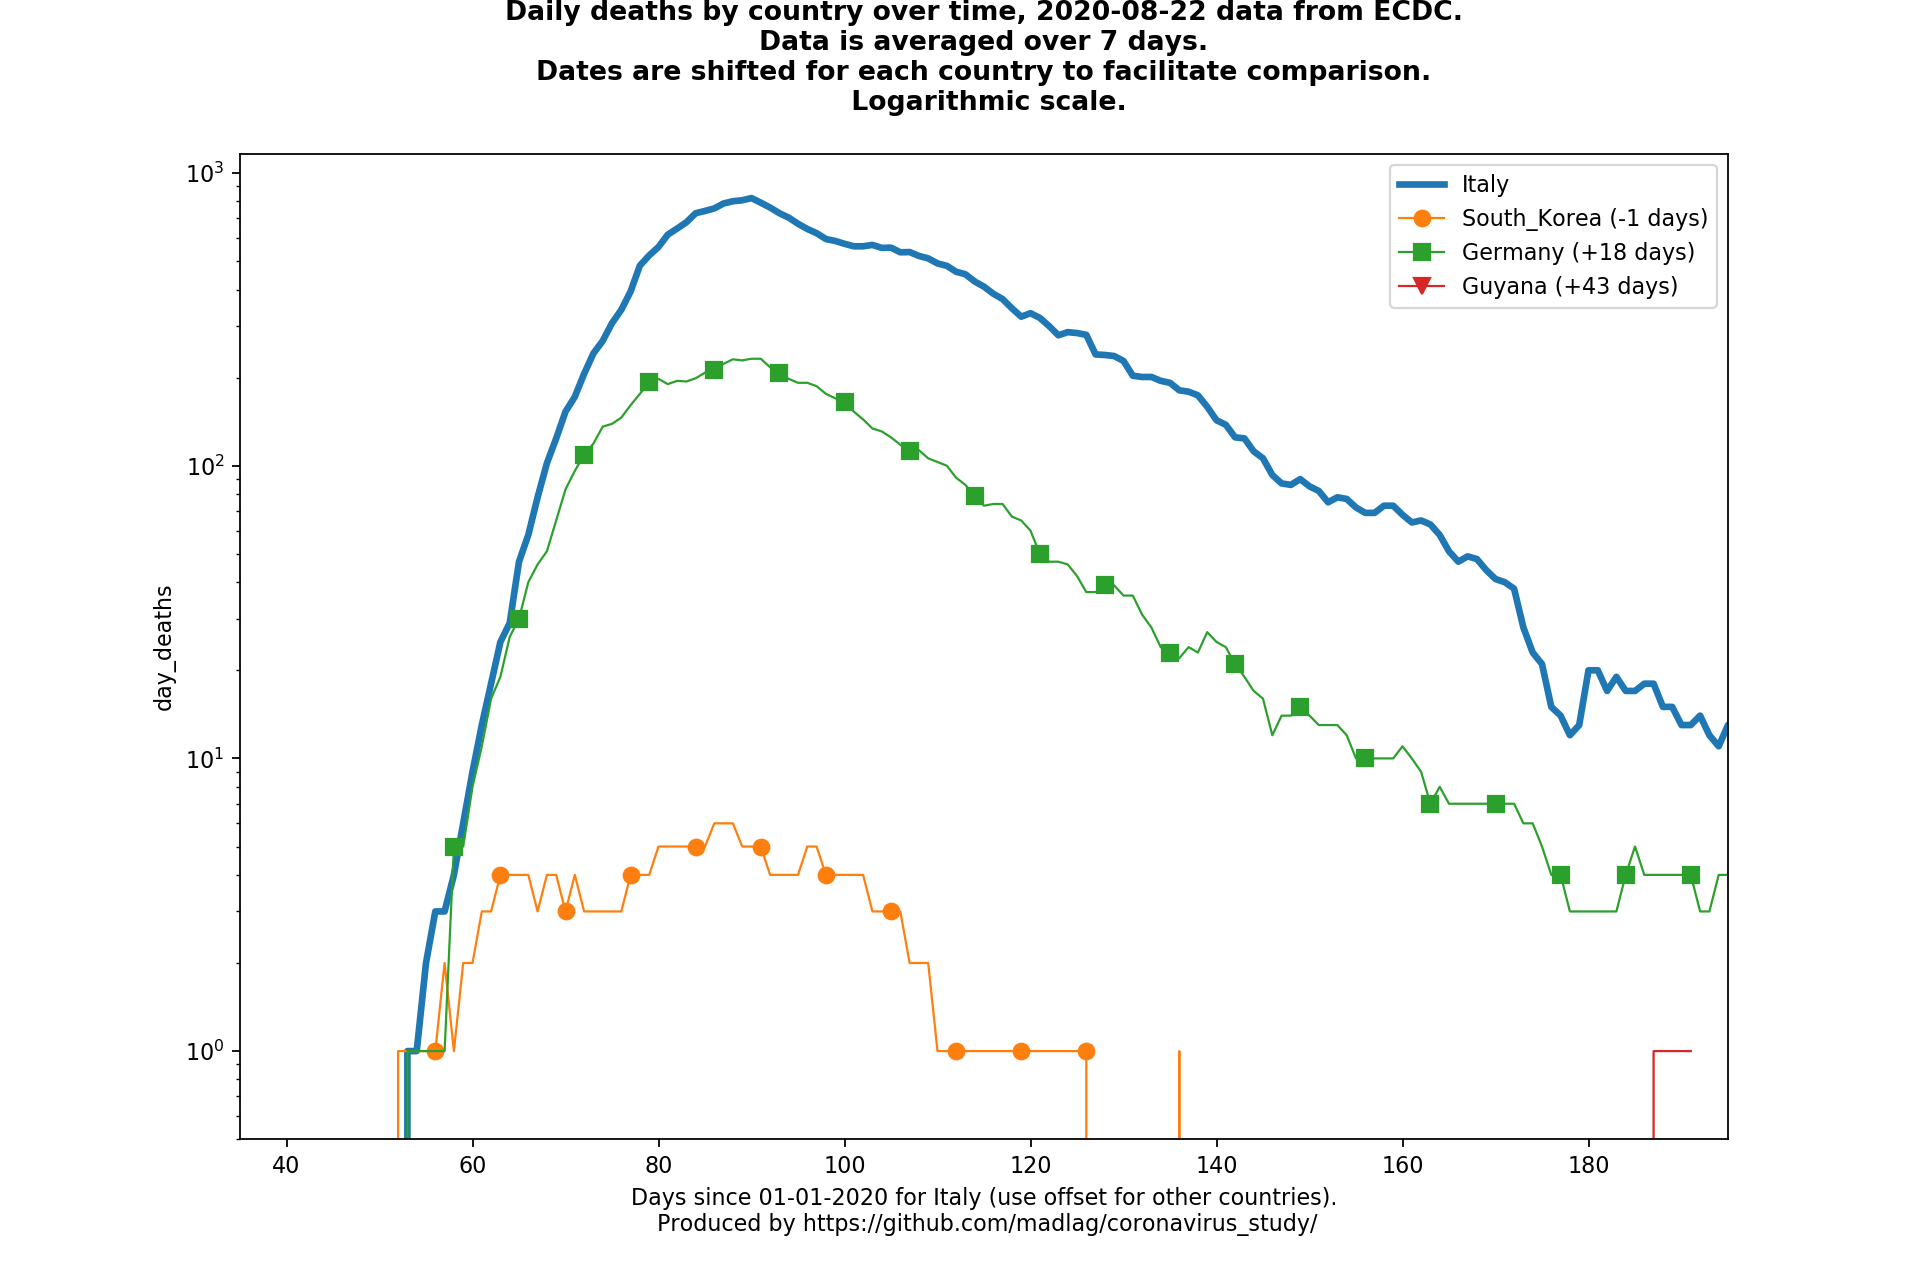 Daily deaths by country over time, 2020-08-22 data from ECDC.
Data is averaged over 7 days.
Dates are shifted for each country to facilitate comparison.
Logarithmic scale.
10³
10²
10¹
10⁰
day_deaths
Italy
South_Korea (-1 days)
Germany (+18 days)
Guyana (+43 days)
40 60 80 100 120 140 160 180
Days since 01-01-2020 for Italy (use offset for other countries).
Produced by https://github.com/madlag/coronavirus_study/